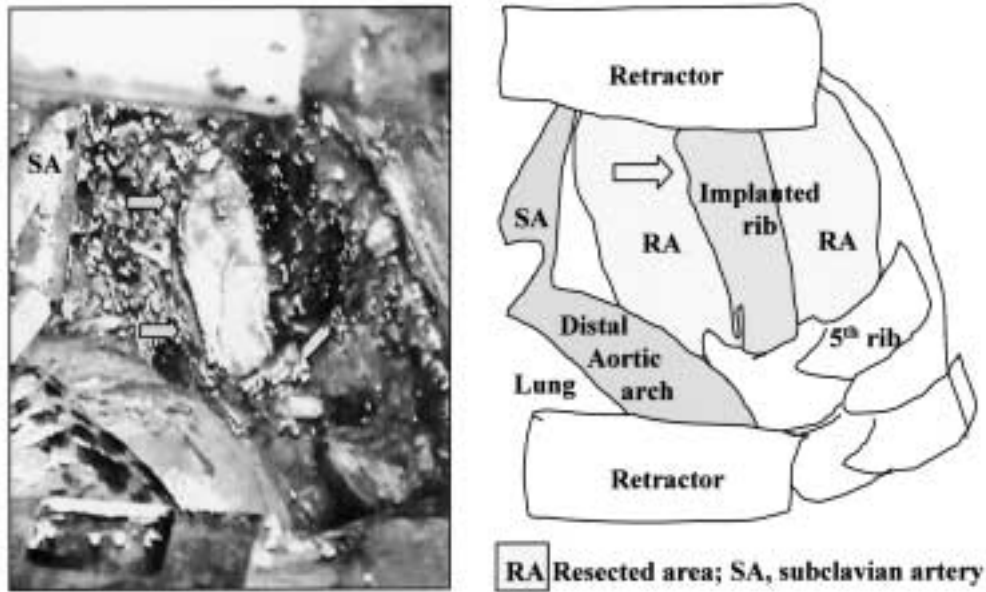 SA
Retractor
SA
RA
Implanted
rib
RA
Distal
Aortic
arch
5th rib
Lung
Retractor
RA Resected area; SA, subclavian artery